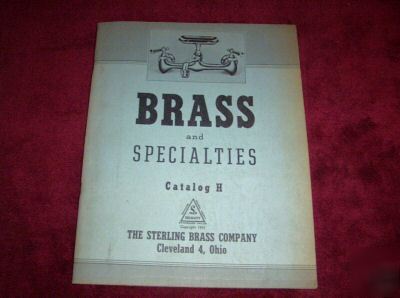 BRASS
and
SPECIALTIES
Catalog H
S
THE STERLING BRASS COMPANY
Cleveland 4, Ohio